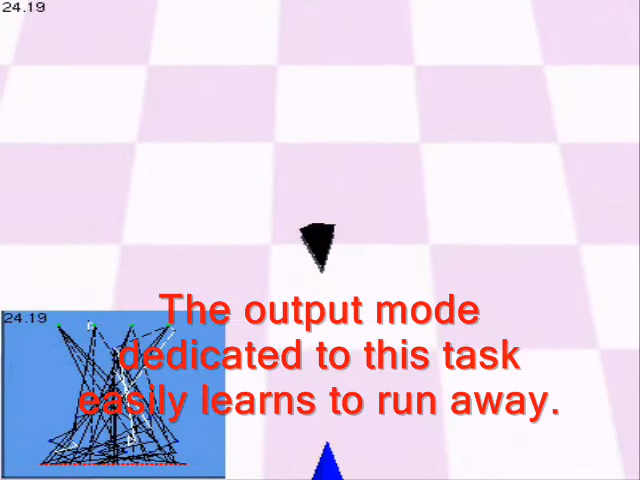 24.19
24.19
The output mode
dedicated to this task
easily learns to run away.